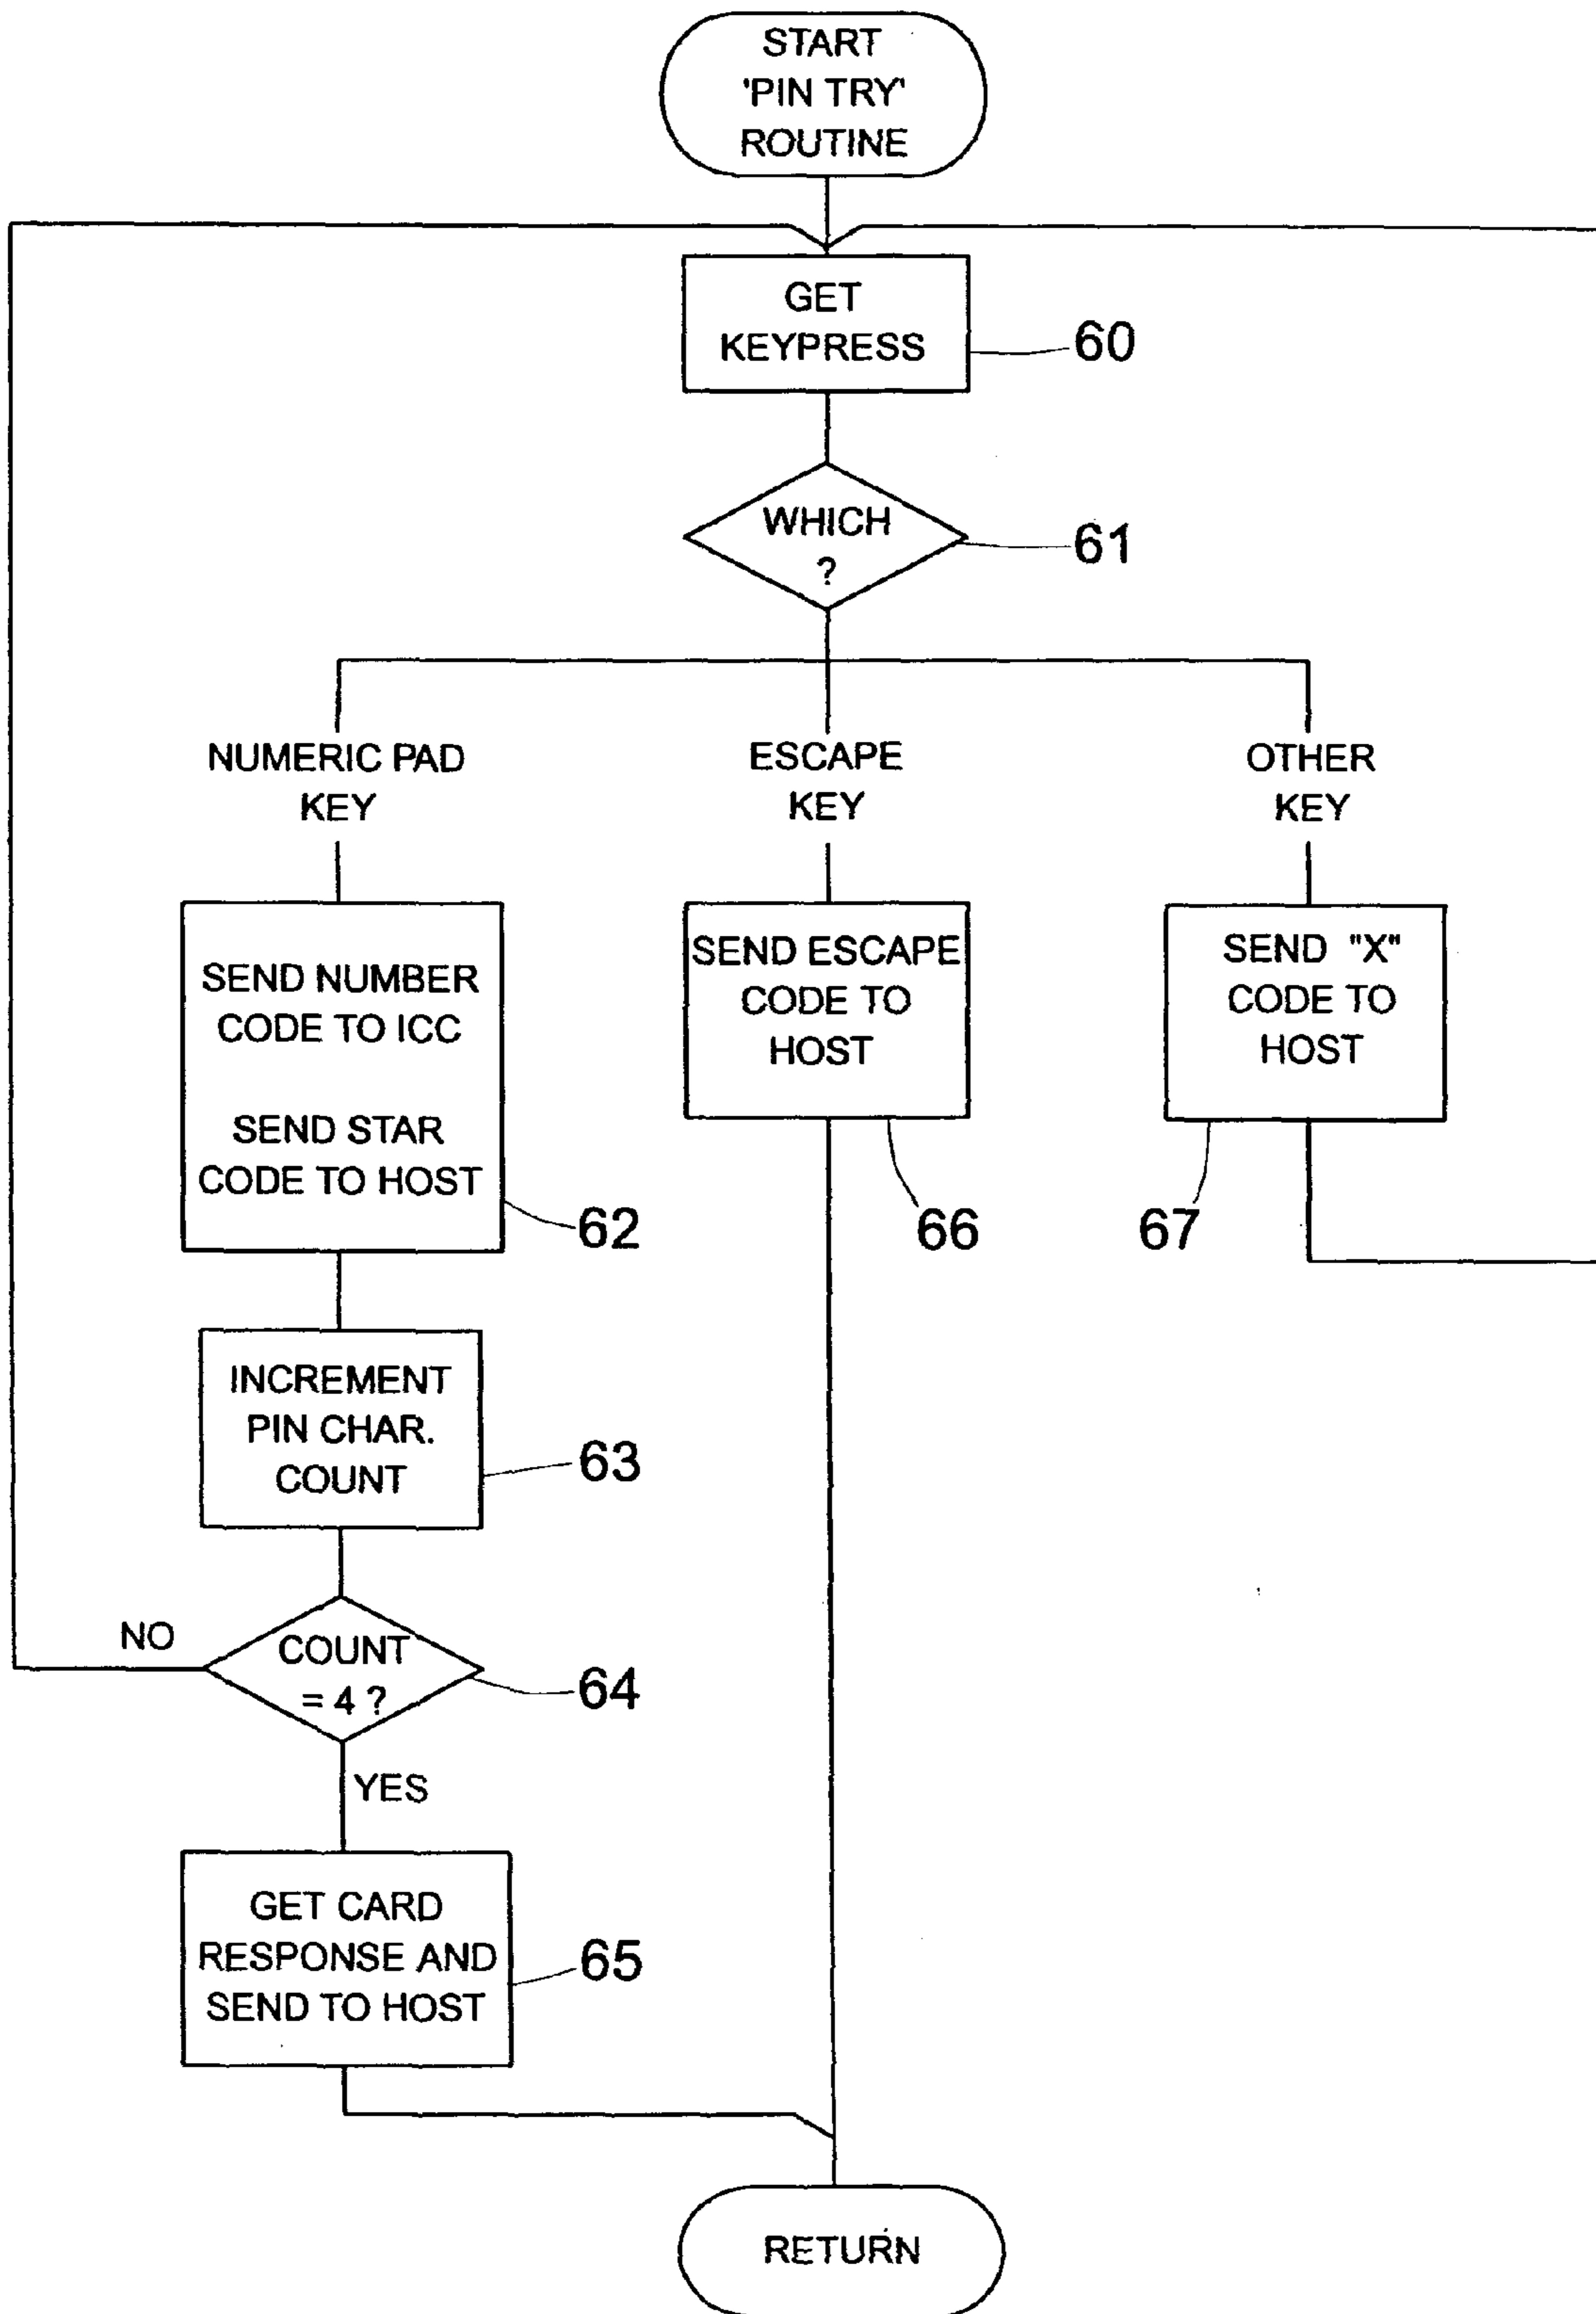 START
'PIN TRY'
ROUTINE
GET
KEYPRESS
60
WHICH
?
61
NUMERIC PAD
KEY
ESCAPE
KEY
OTHER
KEY
SEND NUMBER
CODE TO ICC
SEND STAR
CODE TO HOST
62
SEND ESCAPE
CODE TO
HOST
66
SEND "X"
CODE TO
HOST
67
INCREMENT
PIN CHAR.
COUNT
63
NO
COUNT
= 4 ?
64
YES
GET CARD
RESPONSE AND
SEND TO HOST
65
RETURN